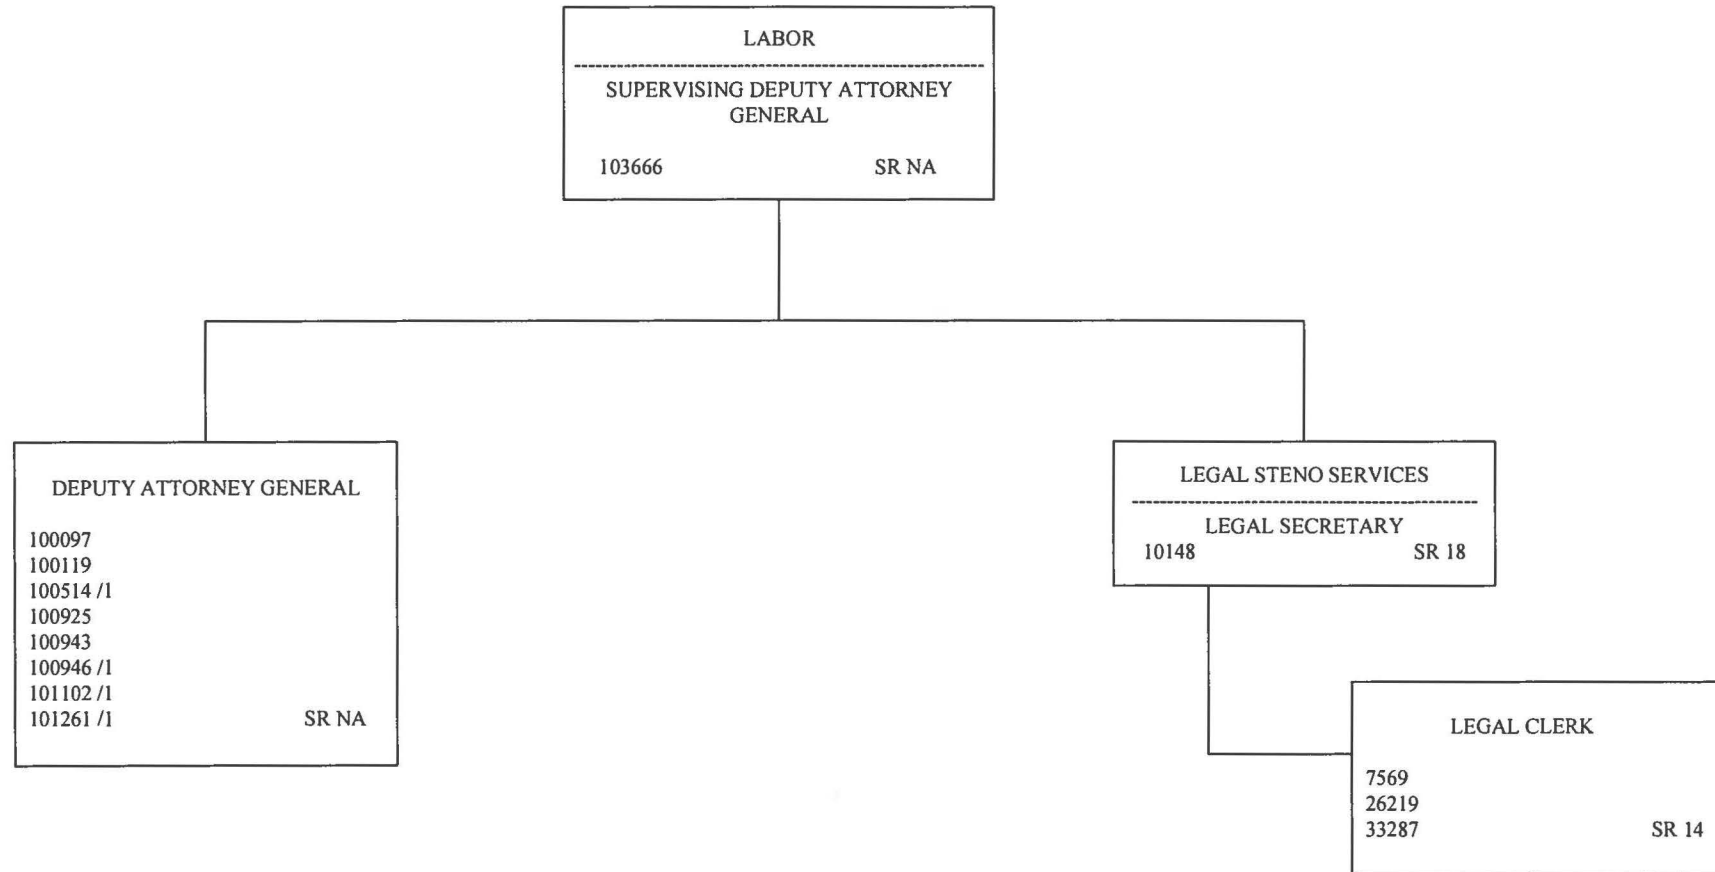 LABOR
SUPERVISING DEPUTY ATTORNEY
GENERAL
103666 SR NA
DEPUTY ATTORNEY GENERAL
100097
100119
100514 /1
100925
100943
100946 /1
101102 /1
101261 /1 SR NA
LEGAL STENO SERVICES
LEGAL SECRETARY
10148 SR 18
LEGAL CLERK
7569
26219
33287 SR 14